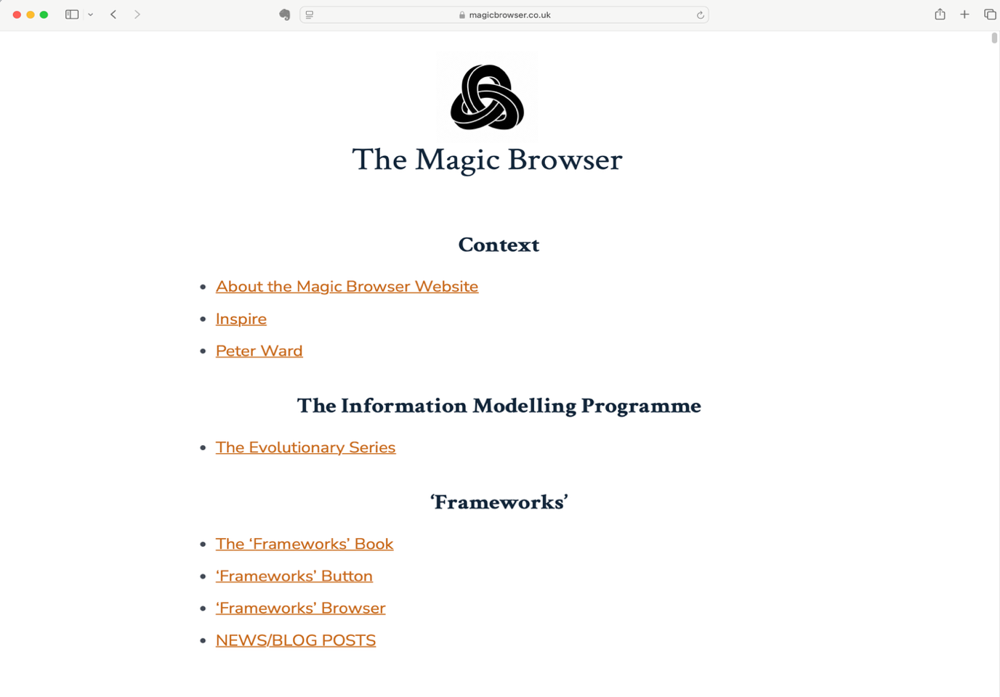 magicbrowser.co.uk
The Magic Browser
Context
About the Magic Browser Website
Inspire
Peter Ward
The Information Modelling Programme
The Evolutionary Series
‘Frameworks’
The ‘Frameworks’ Book
‘Frameworks’ Button
‘Frameworks’ Browser
NEWS/BLOG POSTS